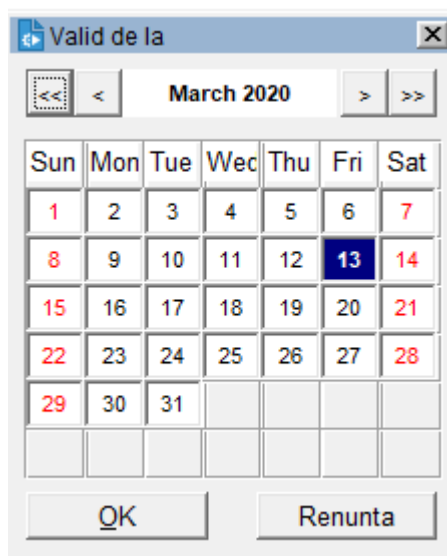 Valid de la
<< < March 2020 > >>
Sun Mon Tue Wed Thu Fri Sat
1 2 3 4 5 6 7
8 9 10 11 12 13 14
15 16 17 18 19 20 21
22 23 24 25 26 27 28
29 30 31
OK Renunta